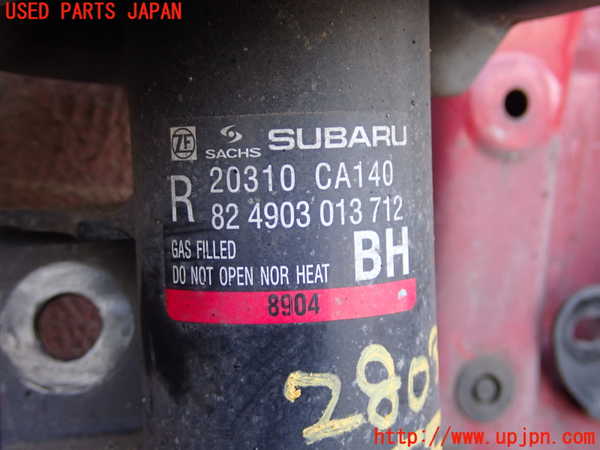 USED PARTS JAPAN
ZF SACHS SUBARU
R 20310 CA140
82 4903 013 712
GAS FILLED
DO NOT OPEN NOR HEAT BH
8904
http://www.upjpn.com/